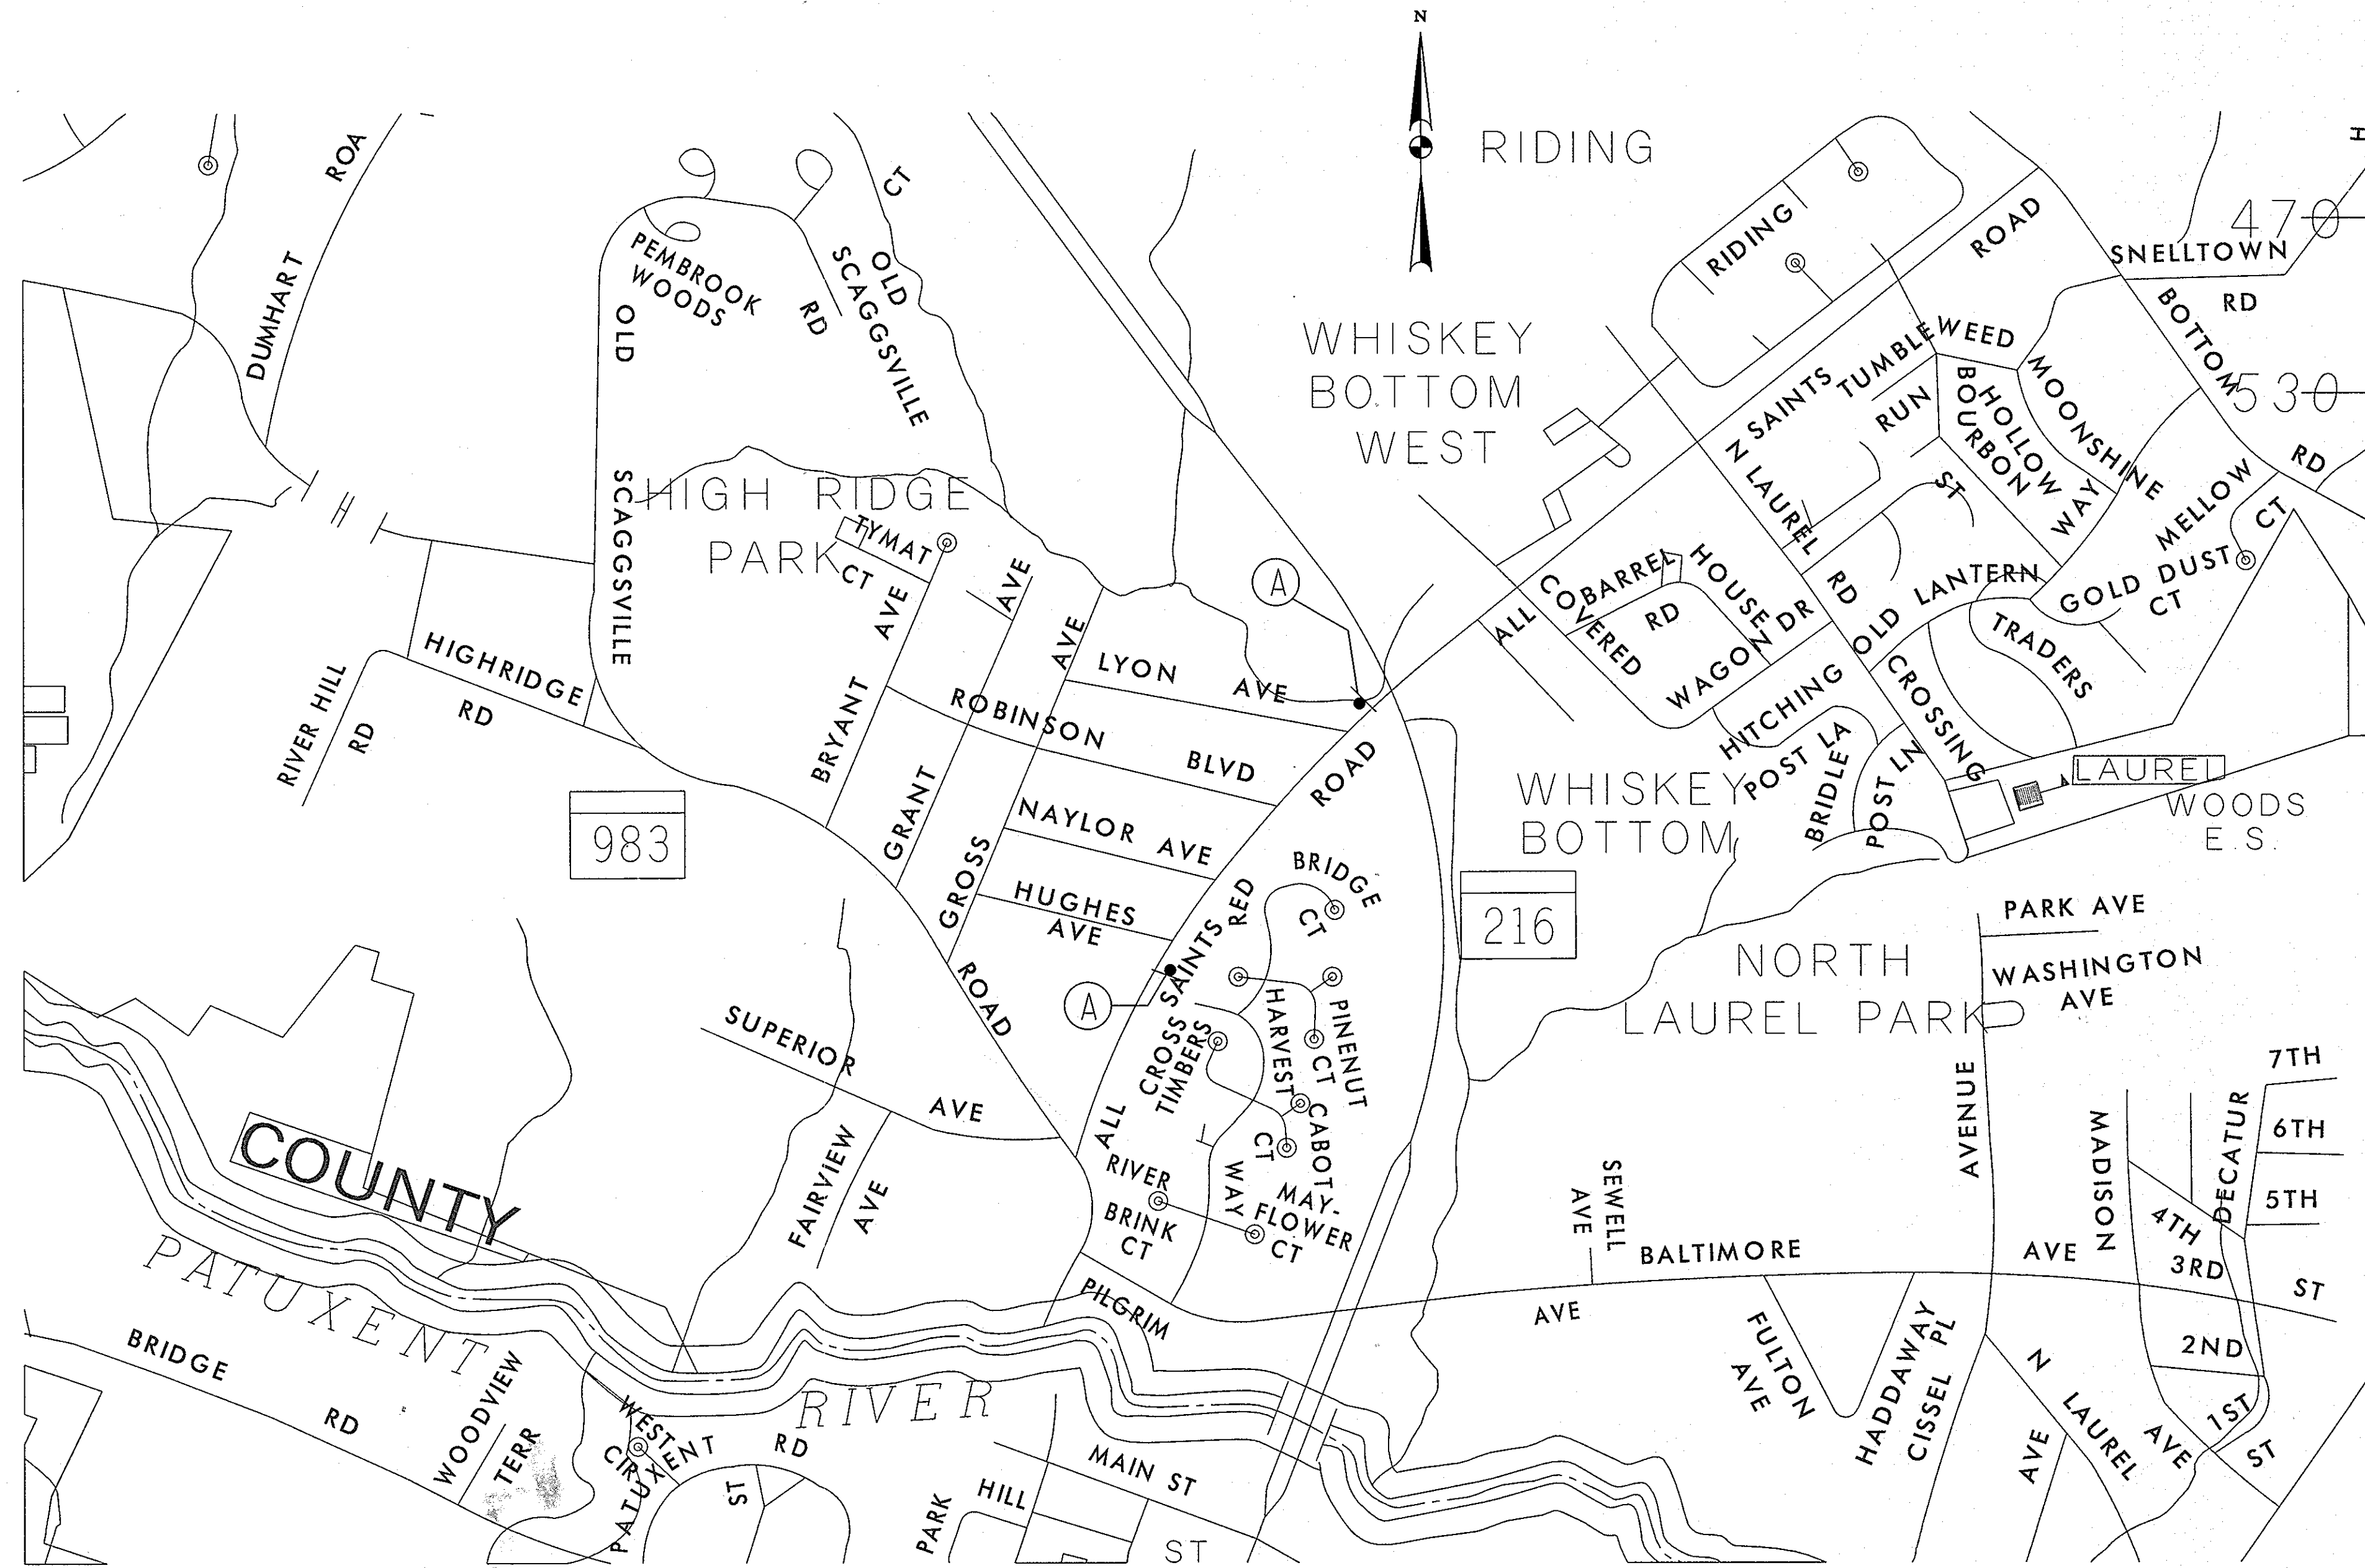 N
RIDING
ROA
DUMHART
CT
OLD
SCAGGSVILLE
RD
PEMBROOK
WOODS
OLD
SCAGGSVILLE
WHISKEY
BOTTOM
WEST
RIDING
ROAD
470
SNELLTOWN
RD
BOTTOM
530
RD
SAINTS
TUMBLEWEED
RUN
BOURBON
ST
HOLLOW
MOONSHINE
WAY
MELLOW
CT
GOLD DUST
CT
N LAUREL
RD
HIGH RIDGE
PARK
TYMAT
CT
AVE
BRYANT
AVE
GRANT
AVE
GROSS
LYON AVE
A
ROBINSON BLVD
NAYLOR AVE
HUGHES
AVE
ROAD
HIGHRIDGE
RD
RIVER HILL
RD
983
ALL
COVERED
BARREL
RD
HOUSE
WAGON DR
OLD LANTERN
TRADERS
CROSSING
HITCHING
POST LA
BRIDLE
POST LN
WHISKEY
BOTTOM
LAUREL
WOODS
E.S.
216
NORTH
LAUREL PARK
PARK AVE
WASHINGTON
AVE
RED
BRIDGE
CT
SAINTS
A
ROAD
CROSS
TIMBERS
HARVEST
CT
PINENUT
CABOT
CT
WAY
MAY-
FLOWER
CT
ALL
RIVER
BRINK
CT
PILGRIM
SUPERIOR
AVE
FAIRVIEW
AVE
COUNTY
PATUXENT
RIVER
SEWELL
AVE
BALTIMORE
AVE
AVE
ST
AVENUE
MADISON
DECATUR
7TH
6TH
5TH
4TH
3RD
2ND
1ST
ST
FULTON
AVE
HADDAWAY
CISSEL PL
N LAUREL
AVE
AVE
BRIDGE
RD
WOODVIEW
TERR
WEST
CIR
PATUXENT
RD
ST
MAIN ST
HILL
PARK
ST